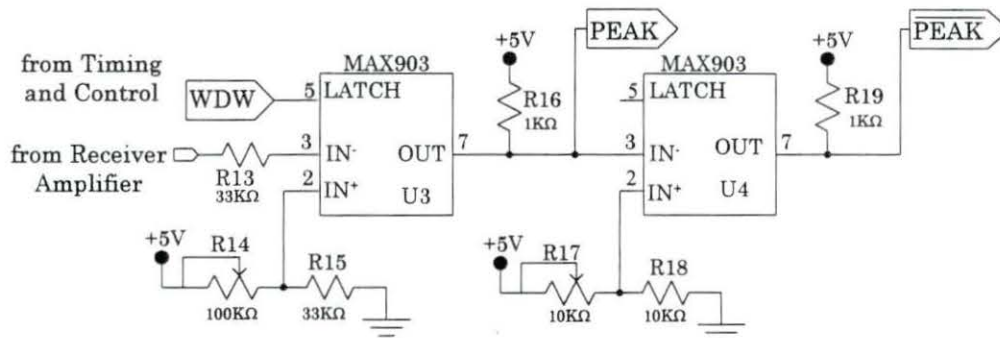 PEAK
PEAK
+5V
+5V
from Timing
and Control
MAX903
MAX903
WDW
5
LATCH
5
LATCH
R16
1KΩ
R19
1KΩ
from Receiver
Amplifier
R13
33KΩ
3
IN-
OUT
7
3
IN-
OUT
7
2
IN+
U3
2
IN+
U4
+5V
R14
100KΩ
R15
33KΩ
+5V
R17
10KΩ
R18
10KΩ